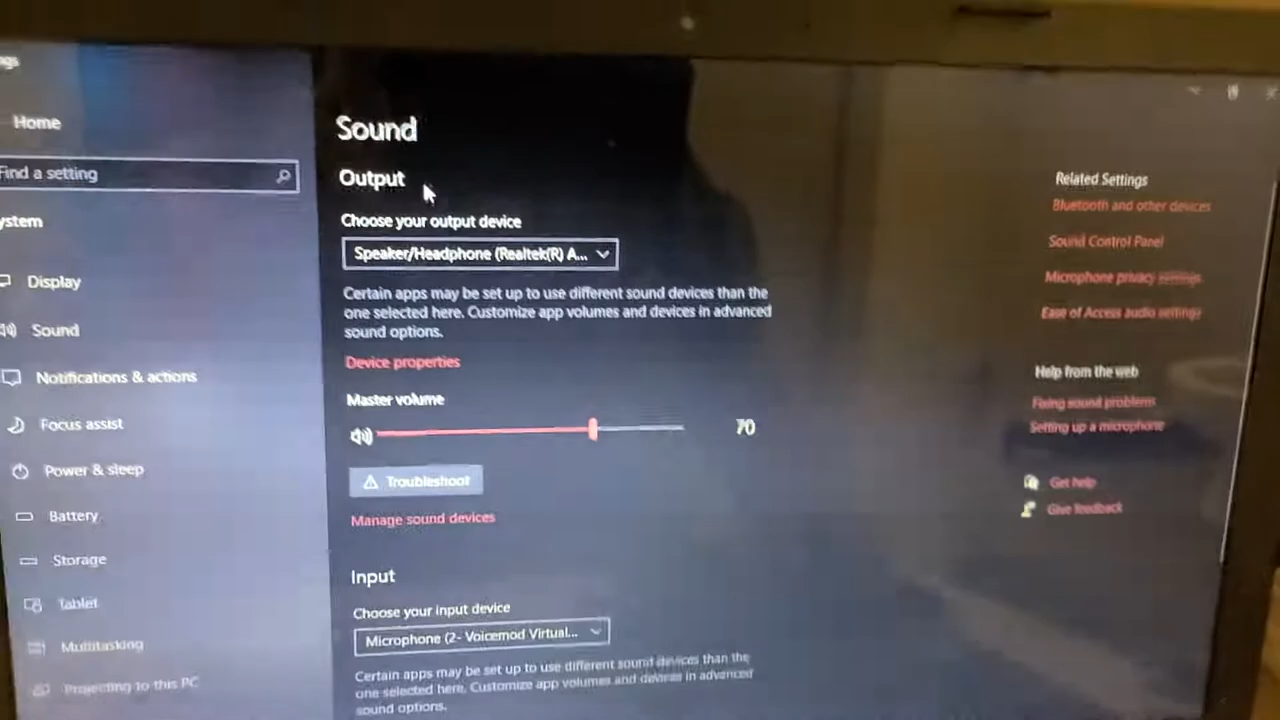 gs
Home
Find a setting
ystem
Display
Sound
Notifications & actions
Focus assist
Power & sleep
Battery
Storage
Tablet
Multitasking
Projecting to this PC
Sound
Output
Choose your output device
Speaker/Headphone (Realtek(R) A...
Certain apps may be set up to use different sound devices than the
one selected here. Customize app volumes and devices in advanced
sound options.
Device properties
Master volume
70
Troubleshoot
Manage sound devices
Input
Choose your input device
Microphone (2- Voicemod Virtual...
Certain apps may be set up to use different sound devices than the
one selected here. Customize app volumes and devices in advanced
sound options.
Related Settings
Bluetooth and other devices
Sound Control Panel
Microphone privacy settings
Ease of Access audio settings
Help from the web
Fixing sound problems
Setting up a microphone
Get help
Give feedback